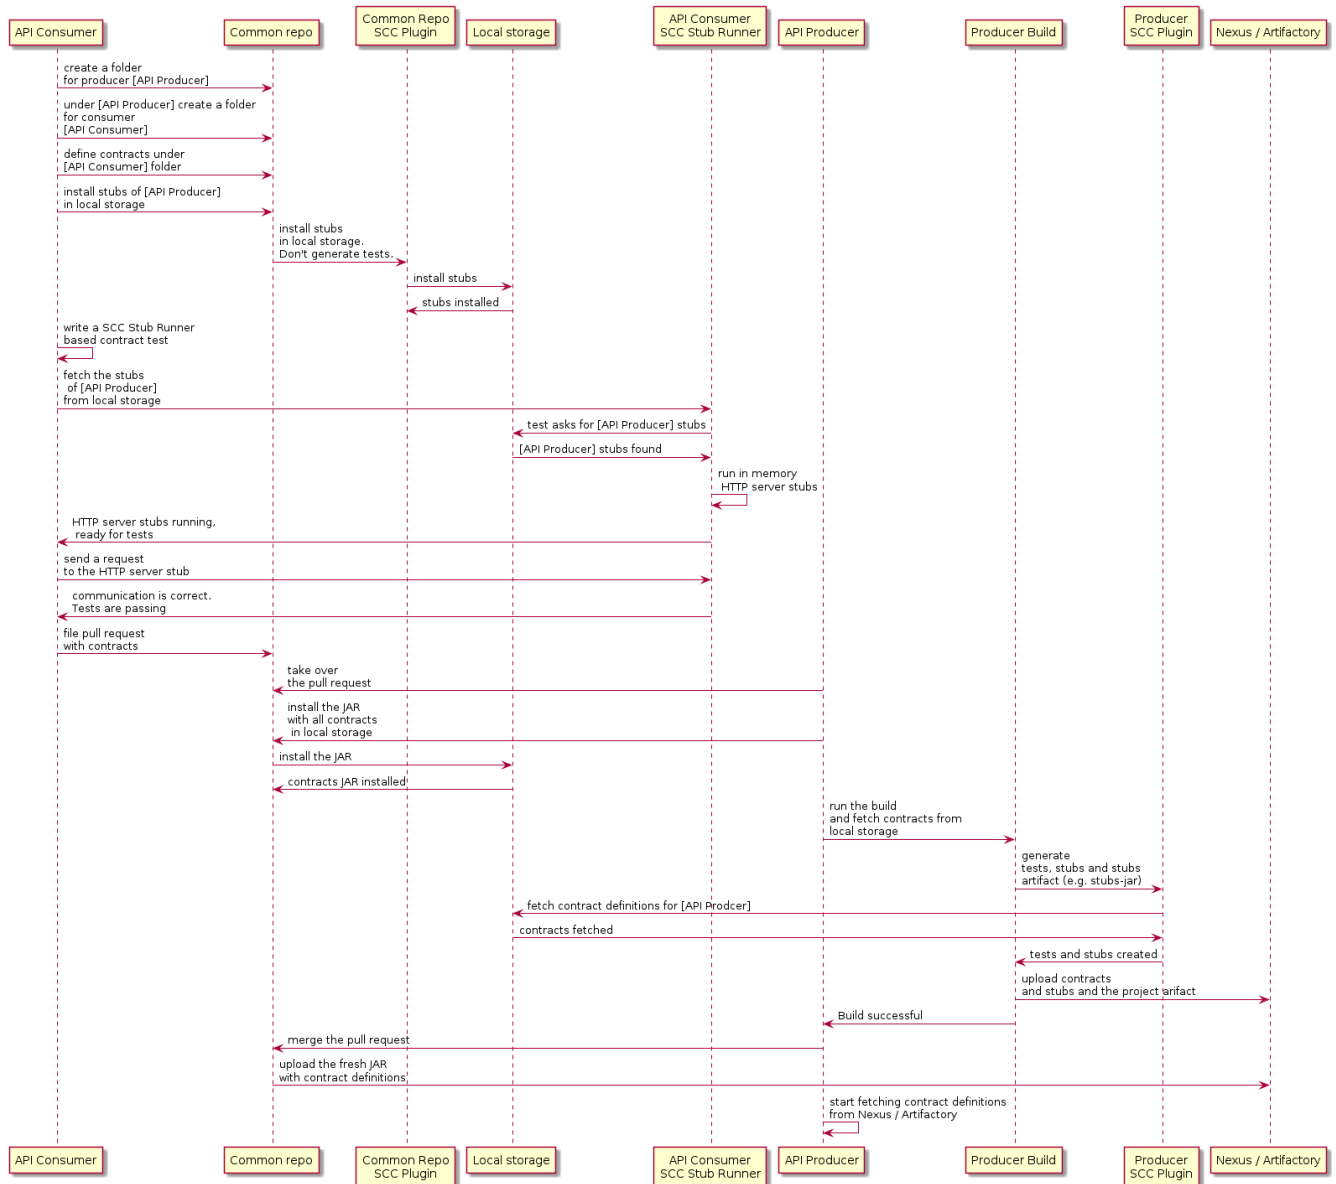 API Consumer
Common repo
Common Repo
SCC Plugin
Local storage
API Consumer
SCC Stub Runner
API Producer
Producer Build
Producer
SCC Plugin
Nexus / Artifactory
create a folder
for producer [API Producer]
under [API Producer] create a folder
for consumer
[API Consumer]
define contracts under
[API Consumer] folder
install stubs of [API Producer]
in local storage
install stubs
in local storage.
Don't generate tests.
install stubs
stubs installed
write a SCC Stub Runner
based contract test
fetch the stubs
of [API Producer]
from local storage
test asks for [API Producer] stubs
[API Producer] stubs found
run in memory
HTTP server stubs
HTTP server stubs running,
ready for tests
send a request
to the HTTP server stub
communication is correct.
Tests are passing
file pull request
with contracts
take over
the pull request
install the JAR
with all contracts
in local storage
install the JAR
contracts JAR installed
run the build
and fetch contracts from
local storage
generate
tests, stubs and stubs
artifact (e.g. stubs-jar)
fetch contract definitions for [API Prodcer]
contracts fetched
tests and stubs created
upload contracts
and stubs and the project arifact
Build successful
merge the pull request
upload the fresh JAR
with contract definitions
start fetching contract definitions
from Nexus / Artifactory
API Consumer
Common repo
Common Repo
SCC Plugin
Local storage
API Consumer
SCC Stub Runner
API Producer
Producer Build
Producer
SCC Plugin
Nexus / Artifactory